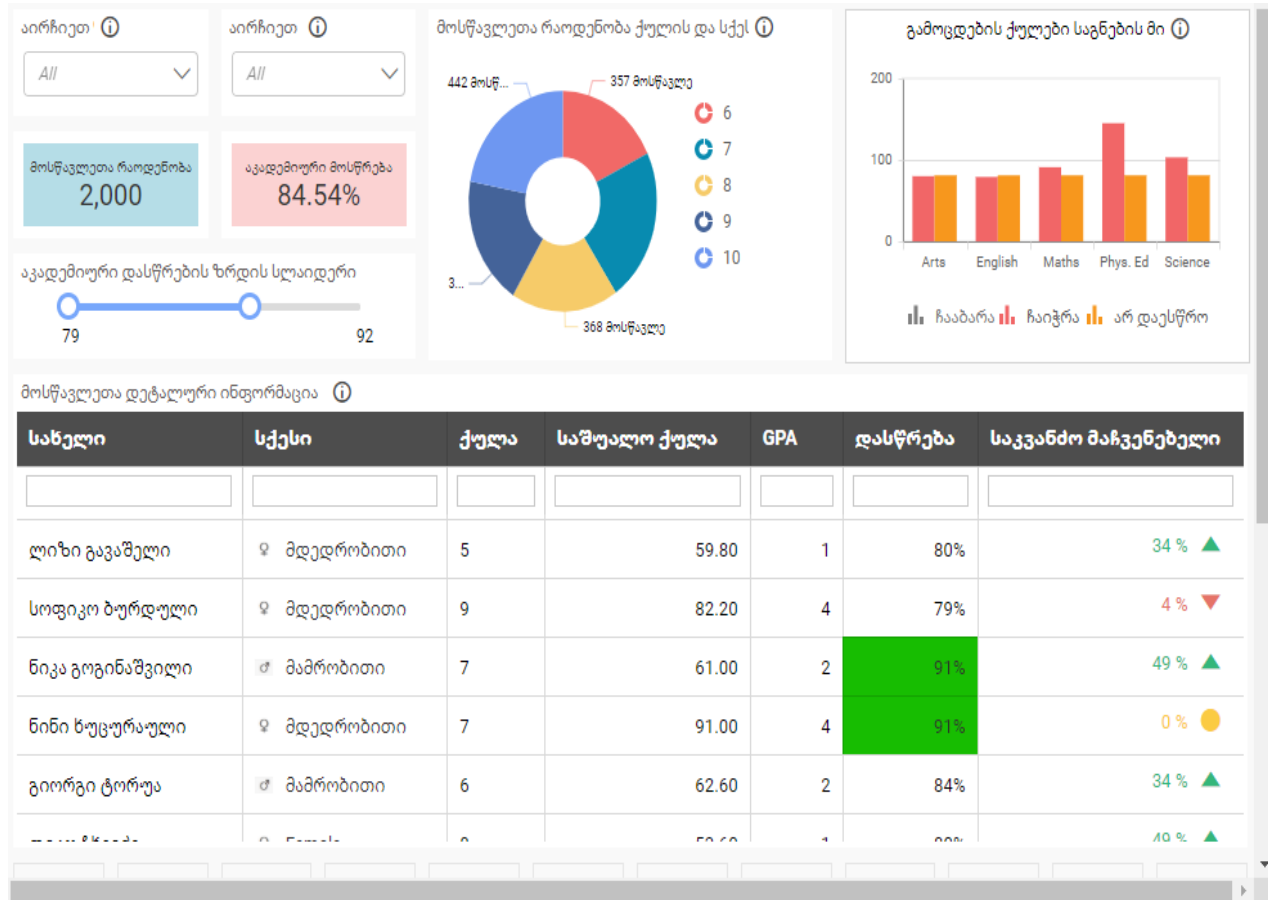 აირჩიეთ
აირჩიეთ
All
All
მოსწავლეთა რაოდენობა
2,000
აკადემიური მოსწრება
84.54%
აკადემიური დასწრების ზრდის სლაიდერი
79
92
მოსწავლეთა რაოდენობა ქულის და სქეს
442 მოსწ...
357 მოსწავლე
3...
368 მოსწავლე
6
7
8
9
10
გამოცდების ქულები საგნების მი
200
100
0
Arts English Maths Phys. Ed Science
ჩააბარა ჩაიჭრა არ დაესწრო
მოსწავლეთა დეტალური ინფორმაცია
სახელი სქესი ქულა საშუალო ქულა GPA დასწრება საკვანძო მაჩვენებელი
ლიზი გავაშელი მდედრობითი 5 59.80 1 80% 34 %
სოფიკო ბურდული მდედრობითი 9 82.20 4 79% 4 %
ნიკა გოგინაშვილი მამრობითი 7 61.00 2 91% 49 %
ნინი ხუცურაული მდედრობითი 7 91.00 4 91% 0 %
გიორგი ტორუა მამრობითი 6 62.60 2 84% 34 %
49 %